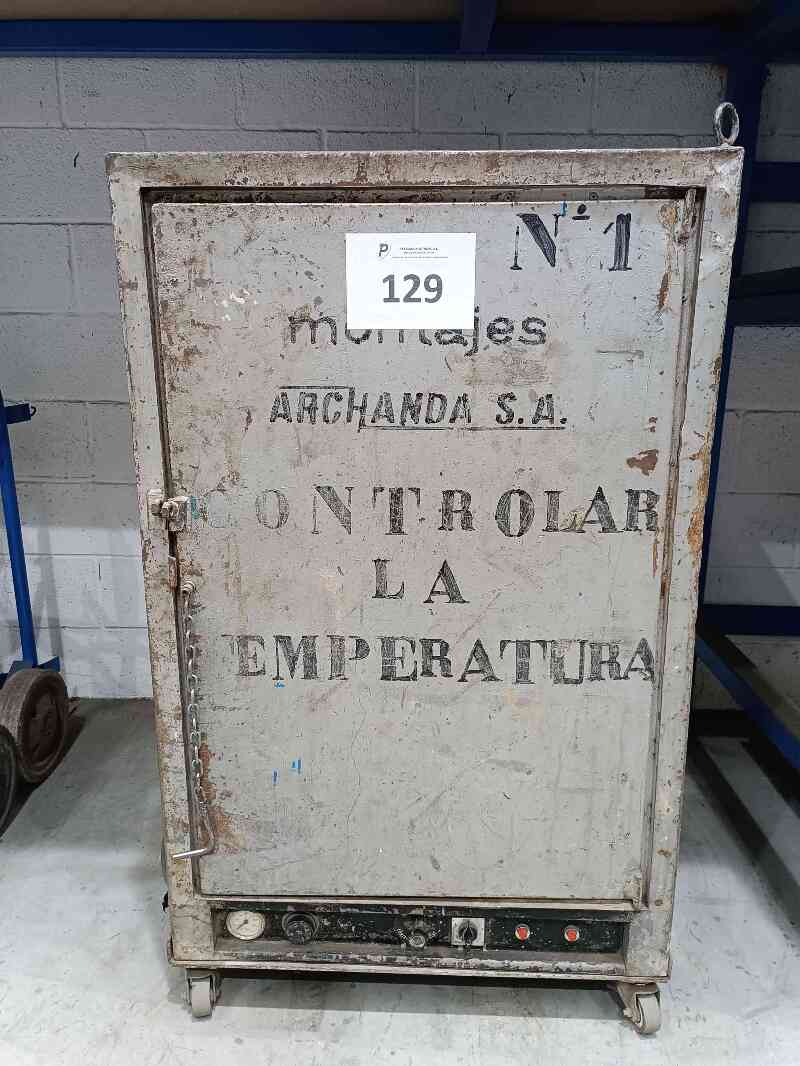 Nº 1
129
montajes
ARCHANDA S.A.
CONTROLAR
LA
TEMPERATURA